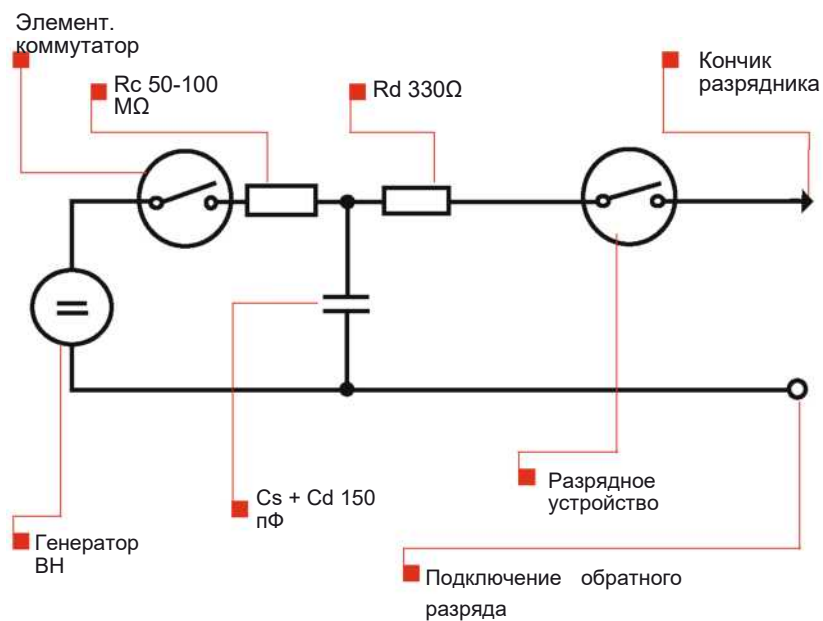 Элемент.
коммутатор
Rc 50-100
MΩ
Rd 330Ω
Кончик
разрядника
Cs + Cd 150
пФ
Разрядное
устройство
Генератор
ВН
Подключение обратного
разряда